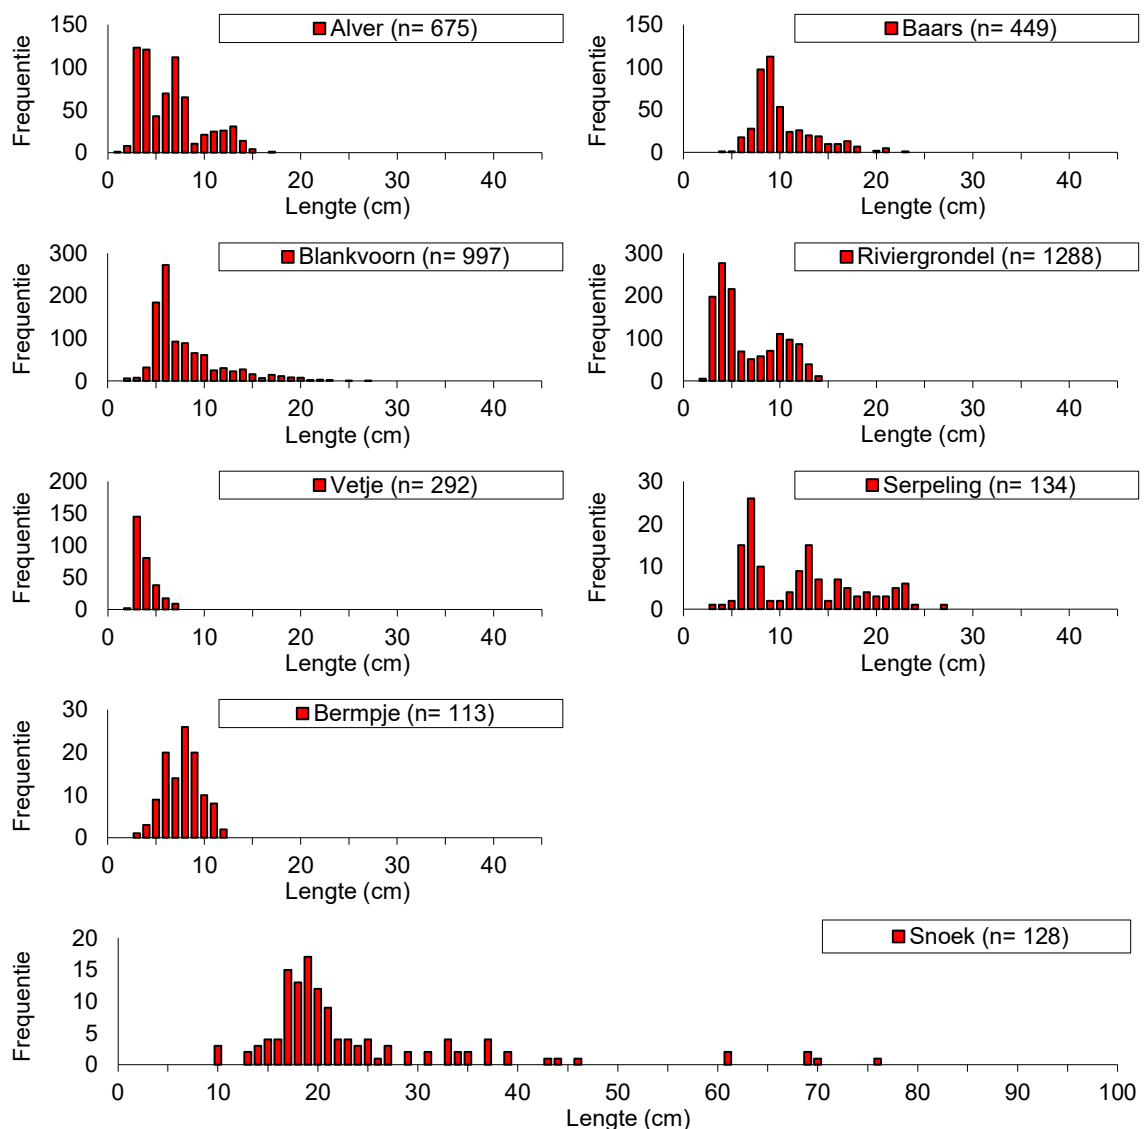 Alver (n= 675)
Frequentie
150
100
50
0
0 10 20 30 40
Lengte (cm)
Baars (n= 449)
Frequentie
150
100
50
0
0 10 20 30 40
Lengte (cm)
Blankvoorn (n= 997)
Frequentie
300
200
100
0
0 10 20 30 40
Lengte (cm)
Riviergrondel (n= 1288)
Frequentie
300
200
100
0
0 10 20 30 40
Lengte (cm)
Vetje (n= 292)
Frequentie
200
150
100
50
0
0 10 20 30 40
Lengte (cm)
Serpeling (n= 134)
Frequentie
30
20
10
0
0 10 20 30 40
Lengte (cm)
Bermpje (n= 113)
Frequentie
30
20
10
0
0 10 20 30 40
Lengte (cm)
Snoek (n= 128)
Frequentie
20
15
10
5
0
0 10 20 30 40 50 60 70 80 90 100
Lengte (cm)